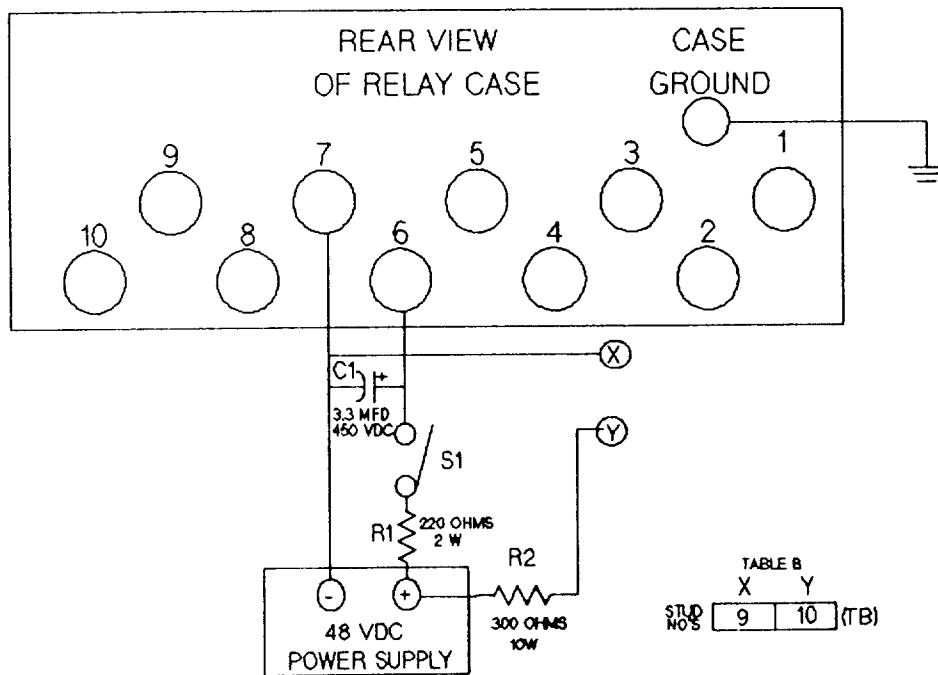 REAR VIEW
OF RELAY CASE
CASE
GROUND
1
3
5
7
9
2
4
6
8
10
X
C1
+
3.3 MFD
450 VDC
Y
S1
R1
220 OHMS
2 W
R2
300 OHMS
10W
- +
48 VDC
POWER SUPPLY
TABLE B
X Y
STUD
NO'S
9 10 (TB)